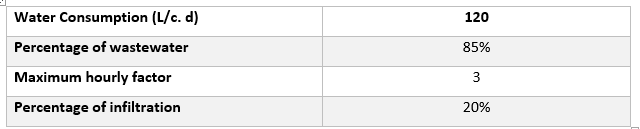 Water Consumption (L/c. d) 120
Percentage of wastewater 85%
Maximum hourly factor 3
Percentage of infiltration 20%